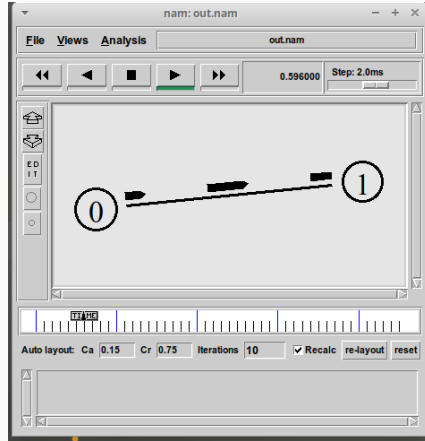 nam: out.nam
File Views Analysis out.nam
0.596000 Step: 2.0ms
ED
IT
0 1
TIME
Auto layout: Ca 0.15 Cr 0.75 Iterations 10 Recalc re-layout reset